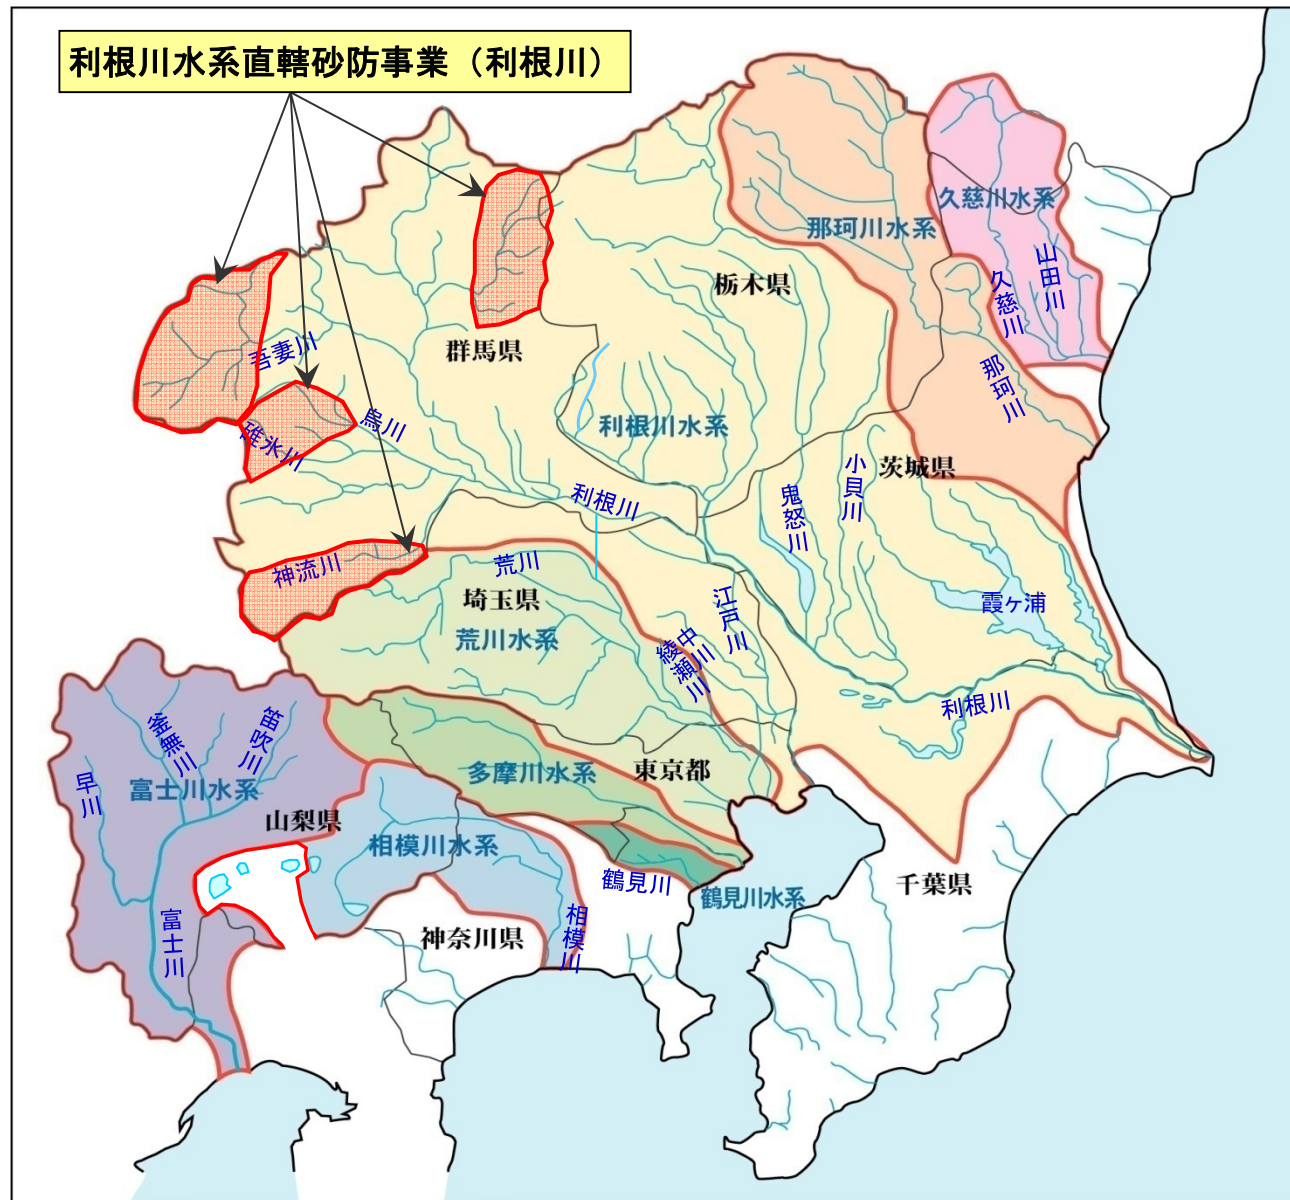 利根川水系直轄砂防事業（利根川）
久慈川水系
那珂川水系
山田川
久慈川
栃木県
吾妻川
群馬県
那珂川
碓氷川
烏川
利根川水系
小貝川
茨城県
鬼怒川
利根川
神流川
荒川
埼玉県
荒川水系
江戸川
霞ヶ浦
中川
綾瀬川
利根川
釜無川
笛吹川
早川
富士川水系
多摩川水系
東京都
山梨県
相模川水系
鶴見川
千葉県
鶴見川水系
富士川
神奈川県
相模川